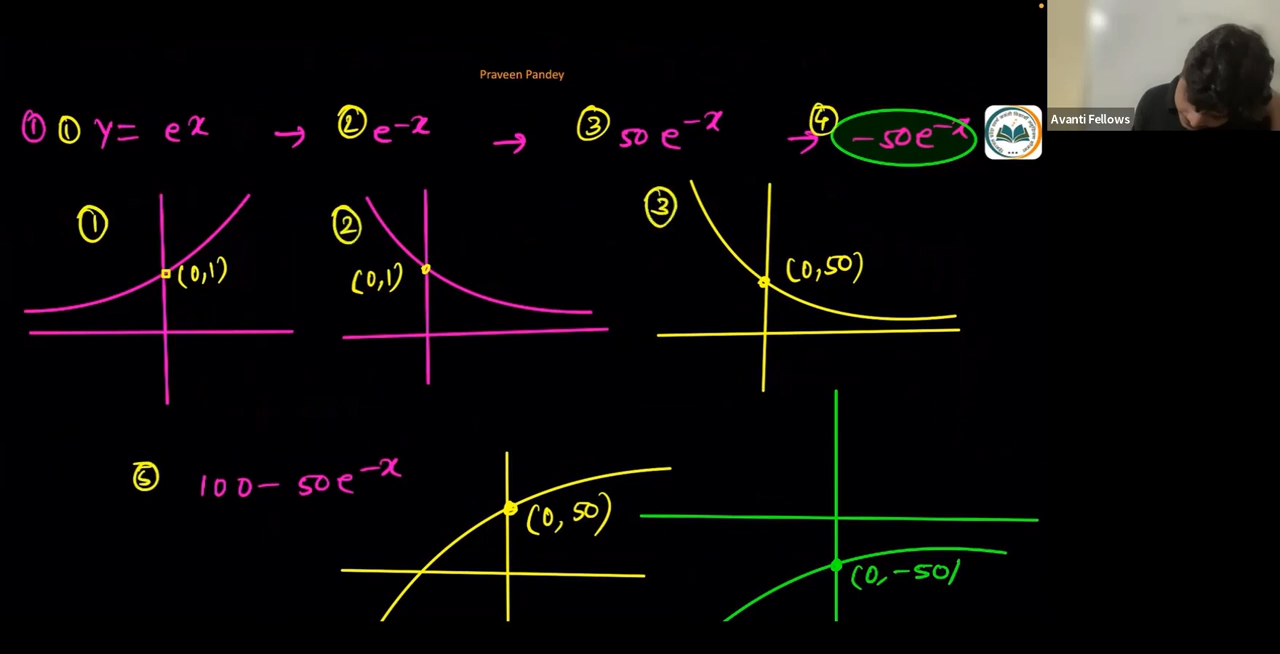 Praveen Pandey
Avanti Fellows
① ① y = e^x → ② e^-x → ③ 50 e^-x → ④ - 50e^-x
①
(0,1)
②
(0,1)
③
(0,50)
⑤ 100 - 50e^-x
(0, 50)
(0, -50)